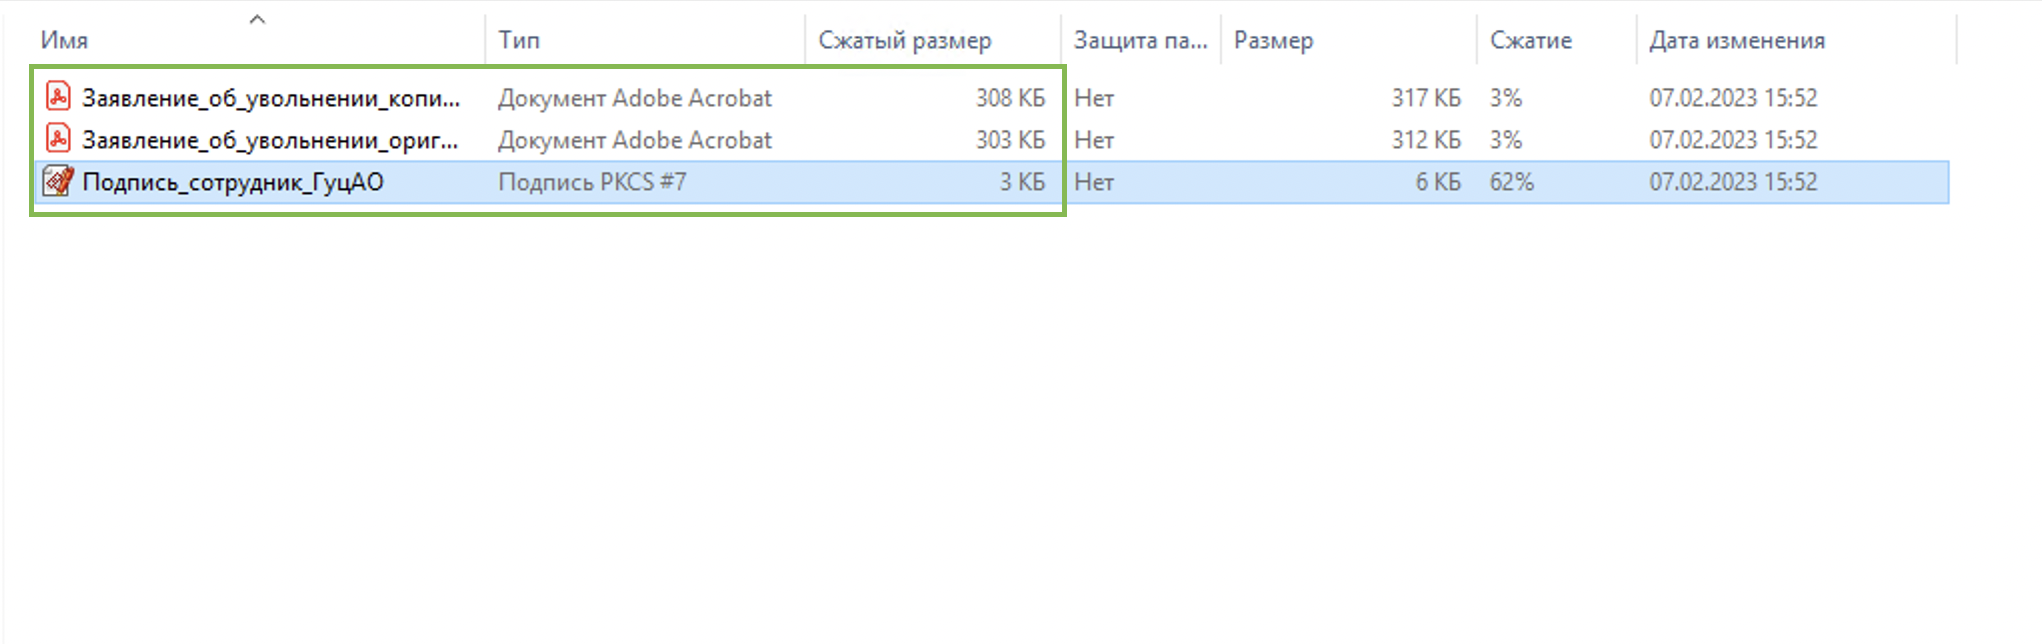 Имя Тип Сжатый размер Защита па... Размер Сжатие Дата изменения
Заявление_об_увольнении_копи... Документ Adobe Acrobat 308 КБ Нет 317 КБ 3% 07.02.2023 15:52
Заявление_об_увольнении_ориг... Документ Adobe Acrobat 303 КБ Нет 312 КБ 3% 07.02.2023 15:52
Подпись_сотрудник_ГуцАО Подпись PKCS #7 3 КБ Нет 6 КБ 62% 07.02.2023 15:52